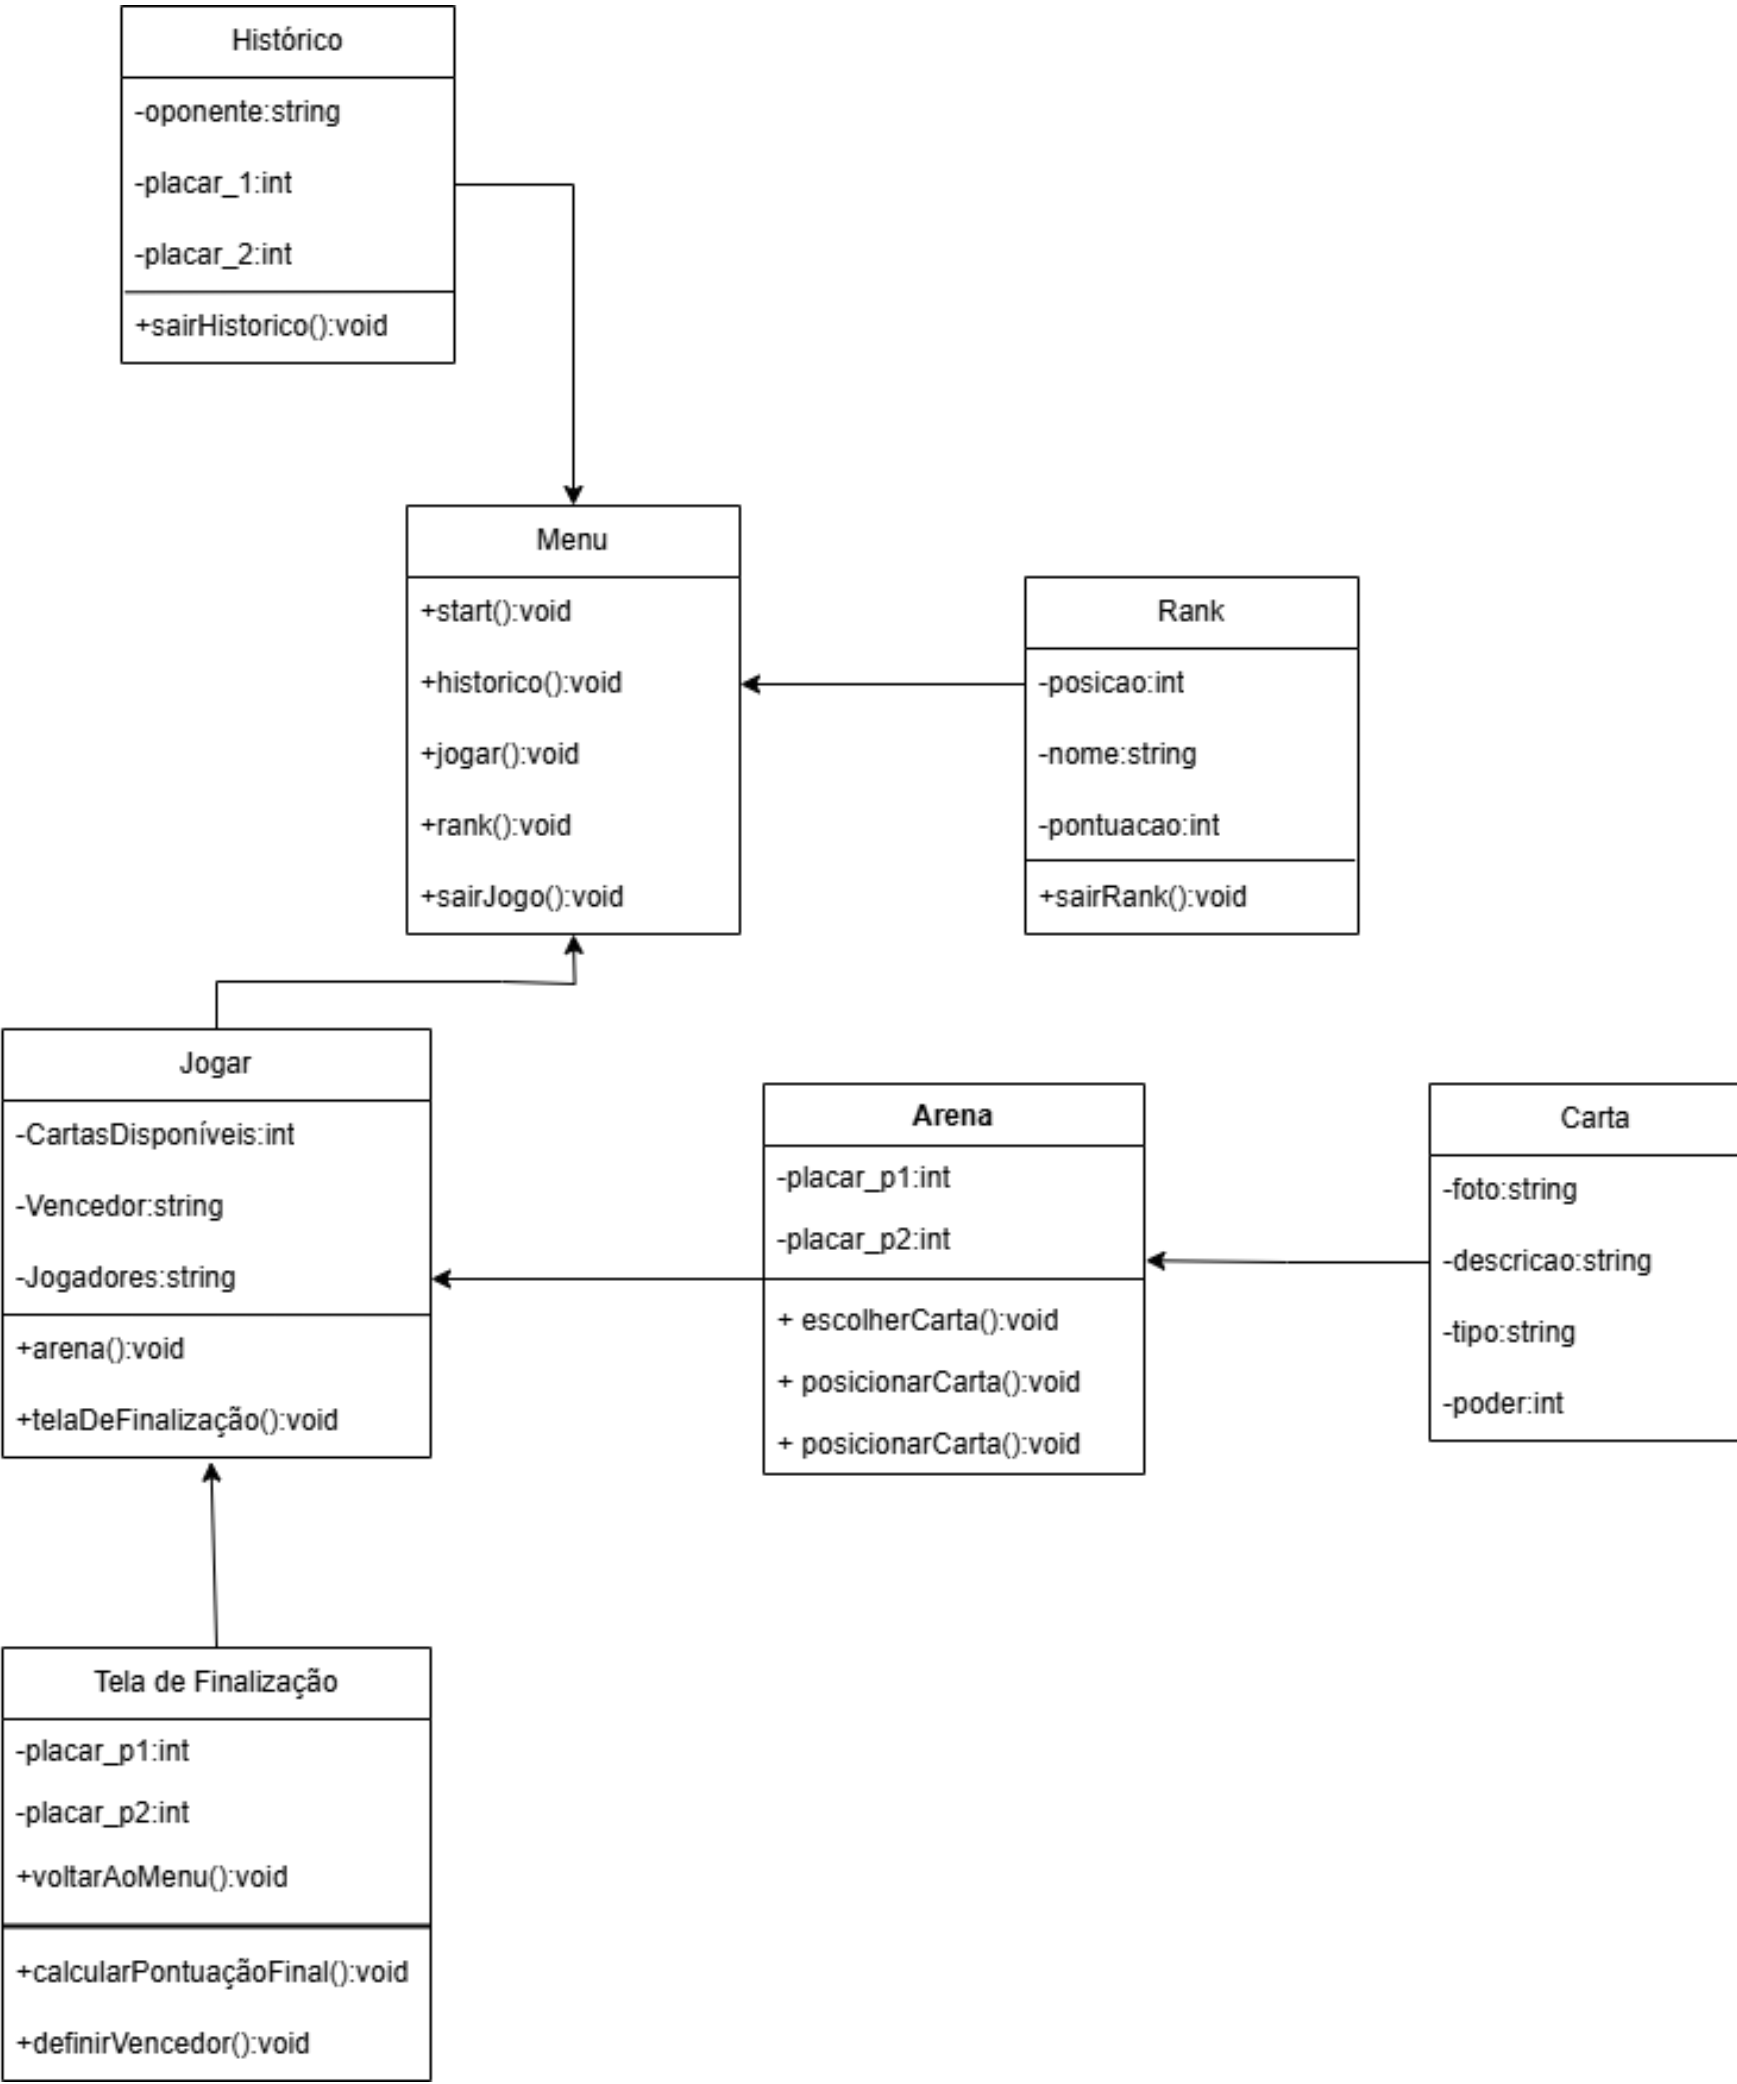 Histórico
-oponente:string
-placar_1:int
-placar_2:int
+sairHistorico():void
Menu
+start():void
+historico():void
+jogar():void
+rank():void
+sairJogo():void
Rank
-posicao:int
-nome:string
-pontuacao:int
+sairRank():void
Jogar
-CartasDisponíveis:int
-Vencedor:string
-Jogadores:string
+arena():void
+telaDeFinalização():void
Arena
-placar_p1:int
-placar_p2:int
+ escolherCarta():void
+ posicionarCarta():void
+ posicionarCarta():void
Carta
-foto:string
-descricao:string
-tipo:string
-poder:int
Tela de Finalização
-placar_p1:int
-placar_p2:int
+voltarAoMenu():void
+calcularPontuaçãoFinal():void
+definirVencedor():void